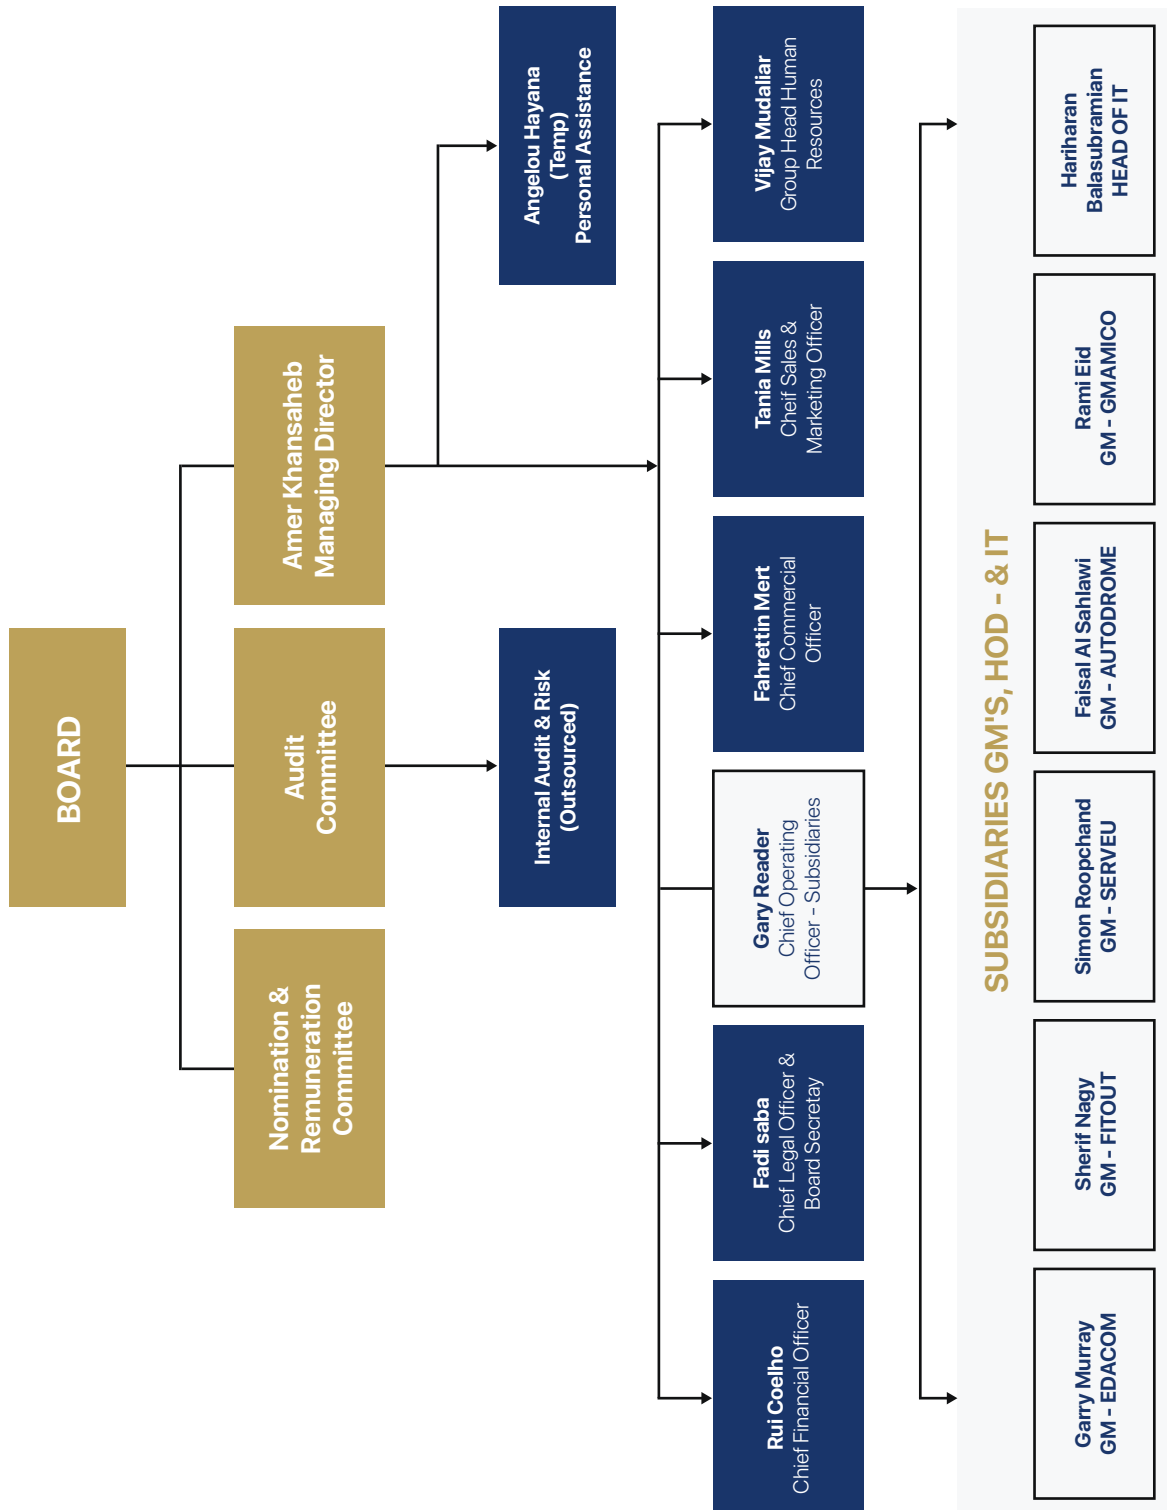 BOARD
Nomination &
Remuneration
Committee
Audit
Committee
Amer Khansaheb
Managing Director
Internal Audit & Risk
(Outsourced)
Angelou Hayana
(Temp)
Personal Assistance
Rui Coelho
Chief Financial Officer
Fadi saba
Chief Legal Officer &
Board Secretay
Gary Reader
Chief Operating
Officer - Subsidiaries
Fahrettin Mert
Chief Commercial
Officer
Tania Mills
Cheif Sales &
Marketing Officer
Vijay Mudaliar
Group Head Human
Resources
SUBSIDIARIES GM'S, HOD - & IT
Garry Murray
GM - EDACOM
Sherif Nagy
GM - FITOUT
Simon Roopchand
GM - SERVEU
Faisal Al Sahlawi
GM - AUTODROME
Rami Eid
GM - GMAMICO
Hariharan
Balasubramian
HEAD OF IT